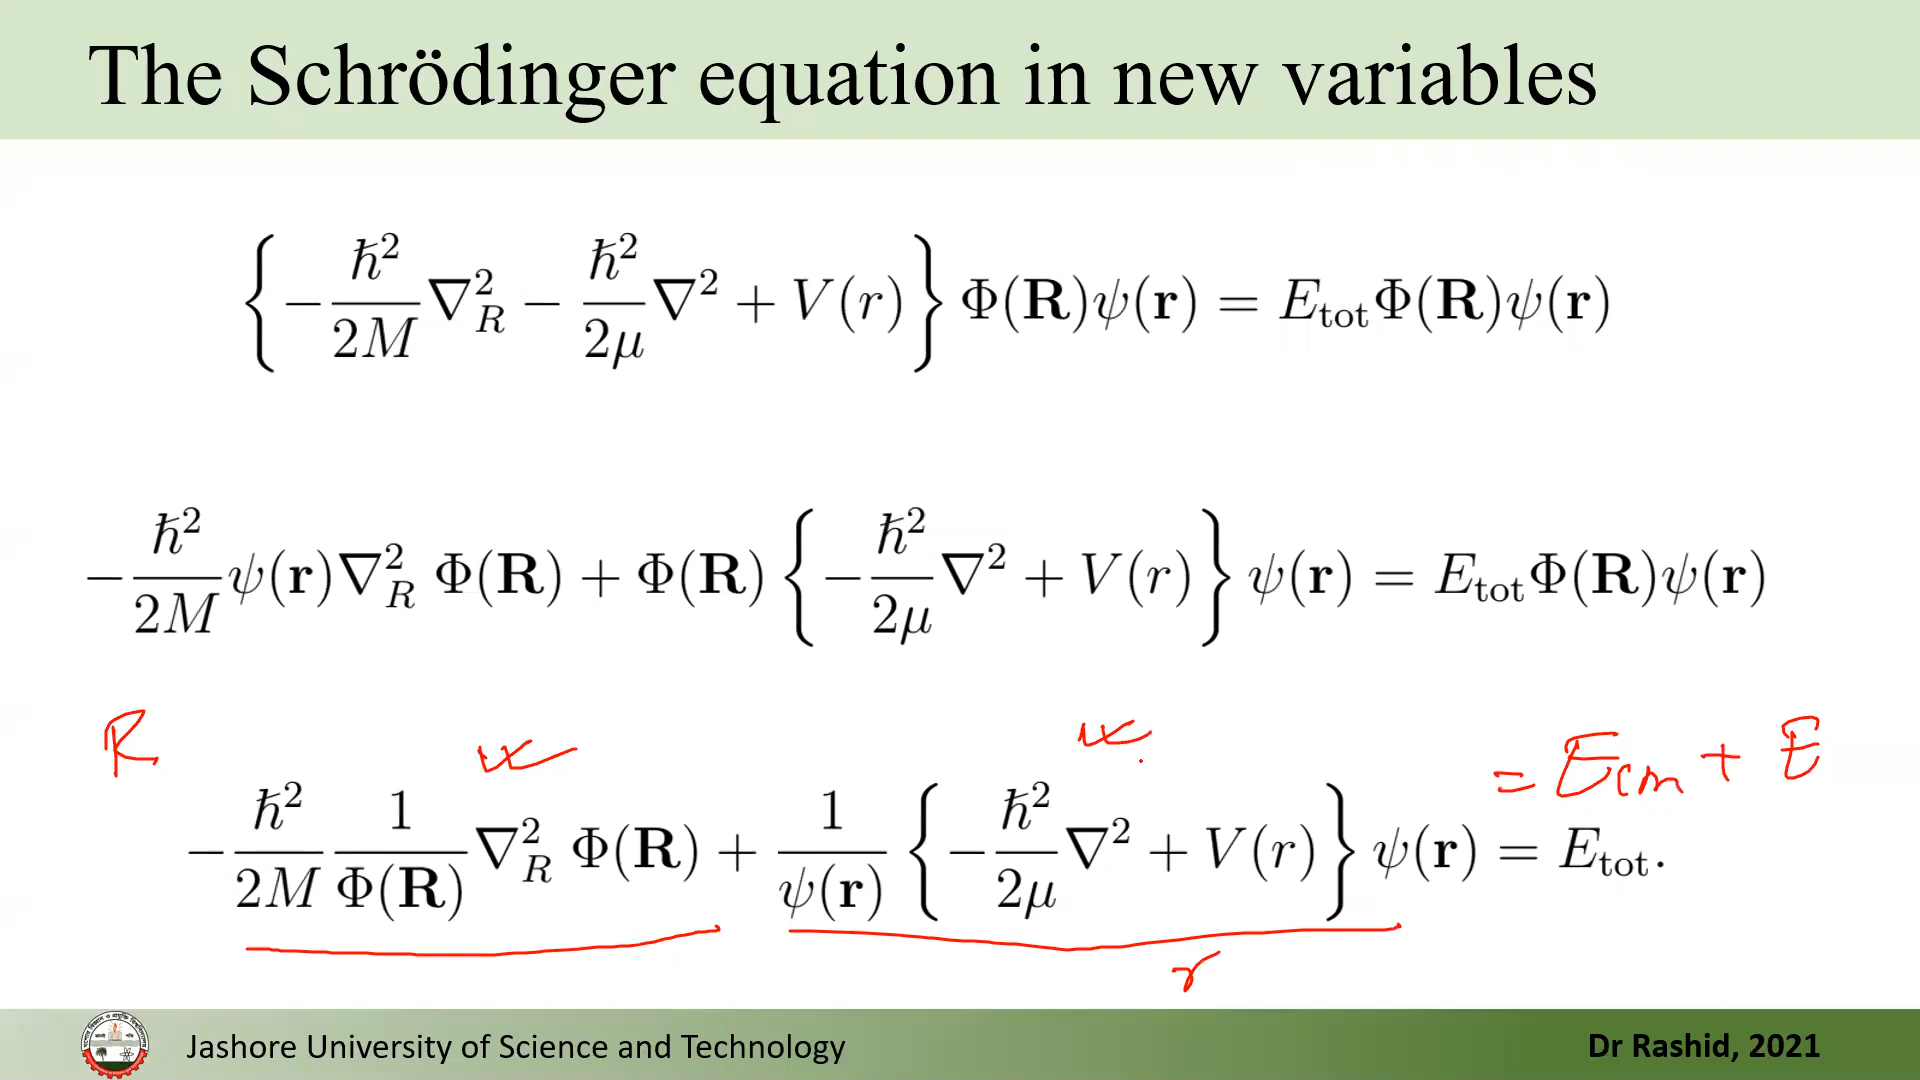 The Schrödinger equation in new variables
{−ℏ²/2M ∇²_R − ℏ²/2μ ∇² + V(r)} Φ(𝐑)ψ(𝐫) = E_tot Φ(𝐑)ψ(𝐫)
−ℏ²/2M ψ(𝐫)∇²_R Φ(𝐑) + Φ(𝐑) {−ℏ²/2μ ∇² + V(r)} ψ(𝐫) = E_tot Φ(𝐑)ψ(𝐫)
R
= E_cm + E
−ℏ²/2M 1/Φ(𝐑) ∇²_R Φ(𝐑) + 1/ψ(𝐫) {−ℏ²/2μ ∇² + V(r)} ψ(𝐫) = E_tot.
r
Jashore University of Science and Technology
Dr Rashid, 2021